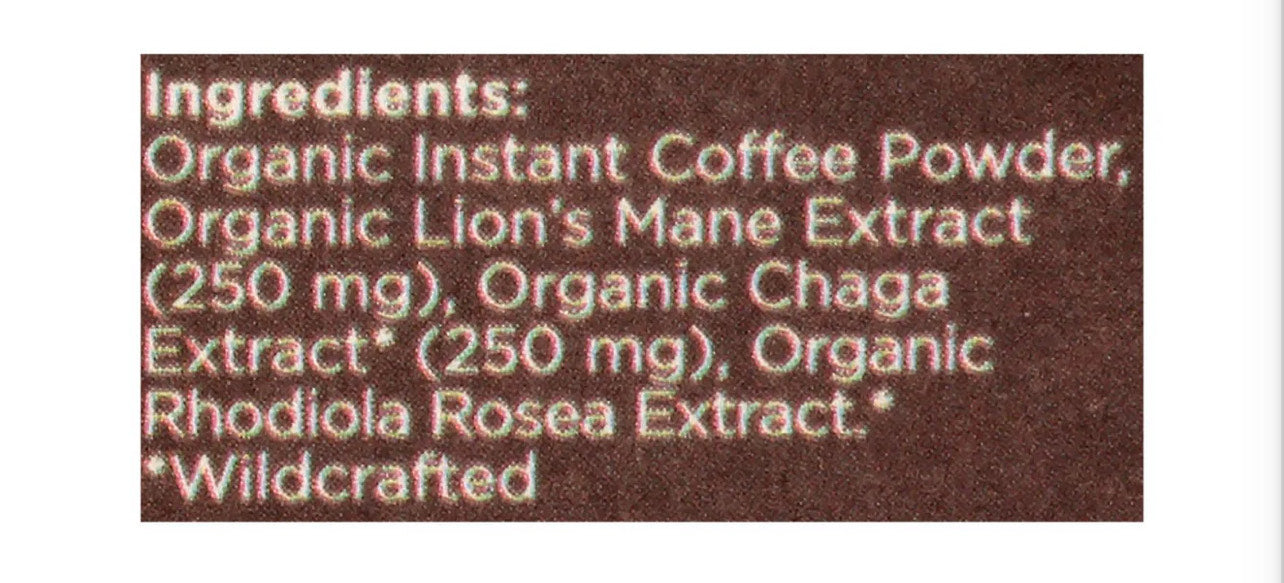 Ingredients:
Organic Instant Coffee Powder,
Organic Lion's Mane Extract
(250 mg), Organic Chaga
Extract* (250 mg), Organic
Rhodiola Rosea Extract.*
*Wildcrafted